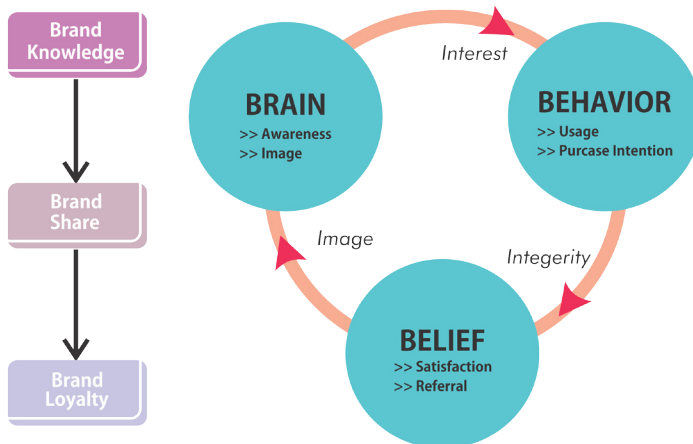 Brand
Knowledge
Brand
Share
Brand
Loyalty
BRAIN
>> Awareness
>> Image
Interest
BEHAVIOR
>> Usage
>> Purcase Intention
Integerity
BELIEF
>> Satisfaction
>> Referral
Image